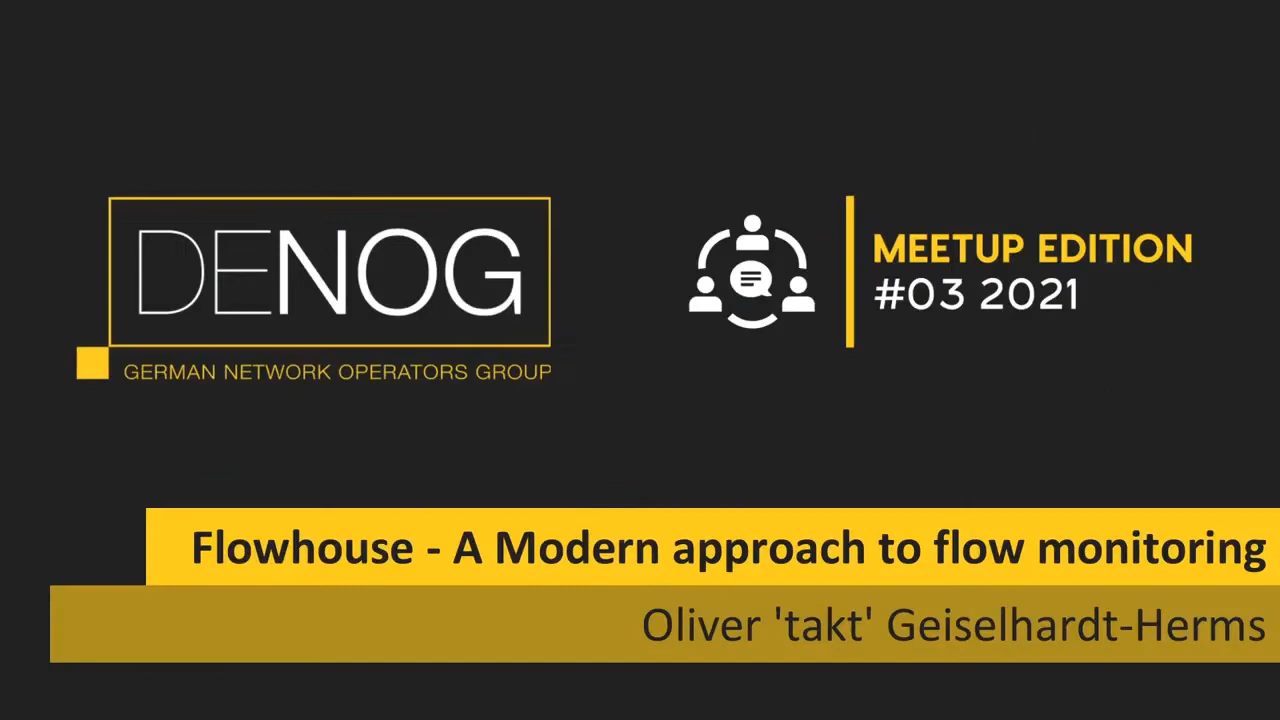 DENOG
GERMAN NETWORK OPERATORS GROUP
MEETUP EDITION
#03 2021
Flowhouse - A Modern approach to flow monitoring
Oliver 'takt' Geiselhardt-Herms